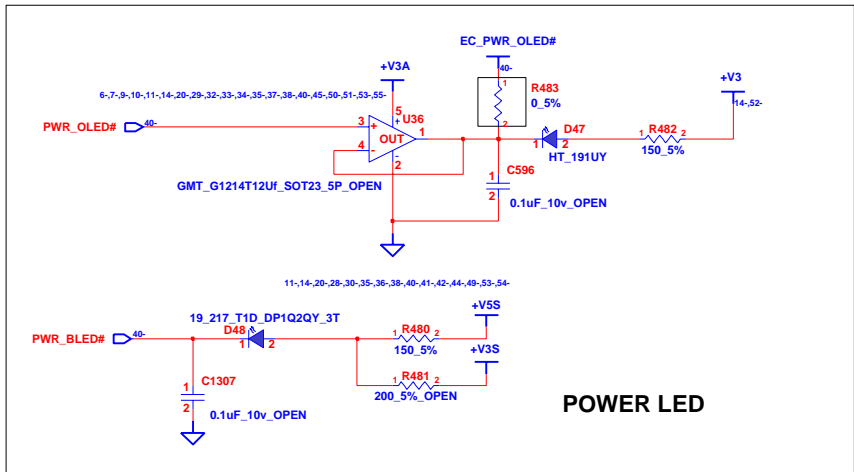 EC_PWR_OLED#
40-
+V3A
6-,7-,9-,10-,11-,14-,20-,29-,32-,33-,34-,35-,37-,38-,40-,45-,50-,51-,53-,55-
1
R483
0_5%
2
+V3
14-,52-
PWR_OLED#
40-
3
+
5
+
U36
OUT
1
4
-
-
2
GMT_G1214T12Uf_SOT23_5P_OPEN
1
D47
2
HT_191UY
1
R482
2
150_5%
1
C596
2
0.1uF_10v_OPEN
11-,14-,20-,28-,30-,35-,36-,38-,40-,41-,42-,44-,49-,53-,54-
19_217_T1D_DP1Q2QY_3T
PWR_BLED#
40-
D48
1
2
+V5S
1
R480
2
150_5%
+V3S
1
R481
2
200_5%_OPEN
1
C1307
2
0.1uF_10v_OPEN
POWER LED